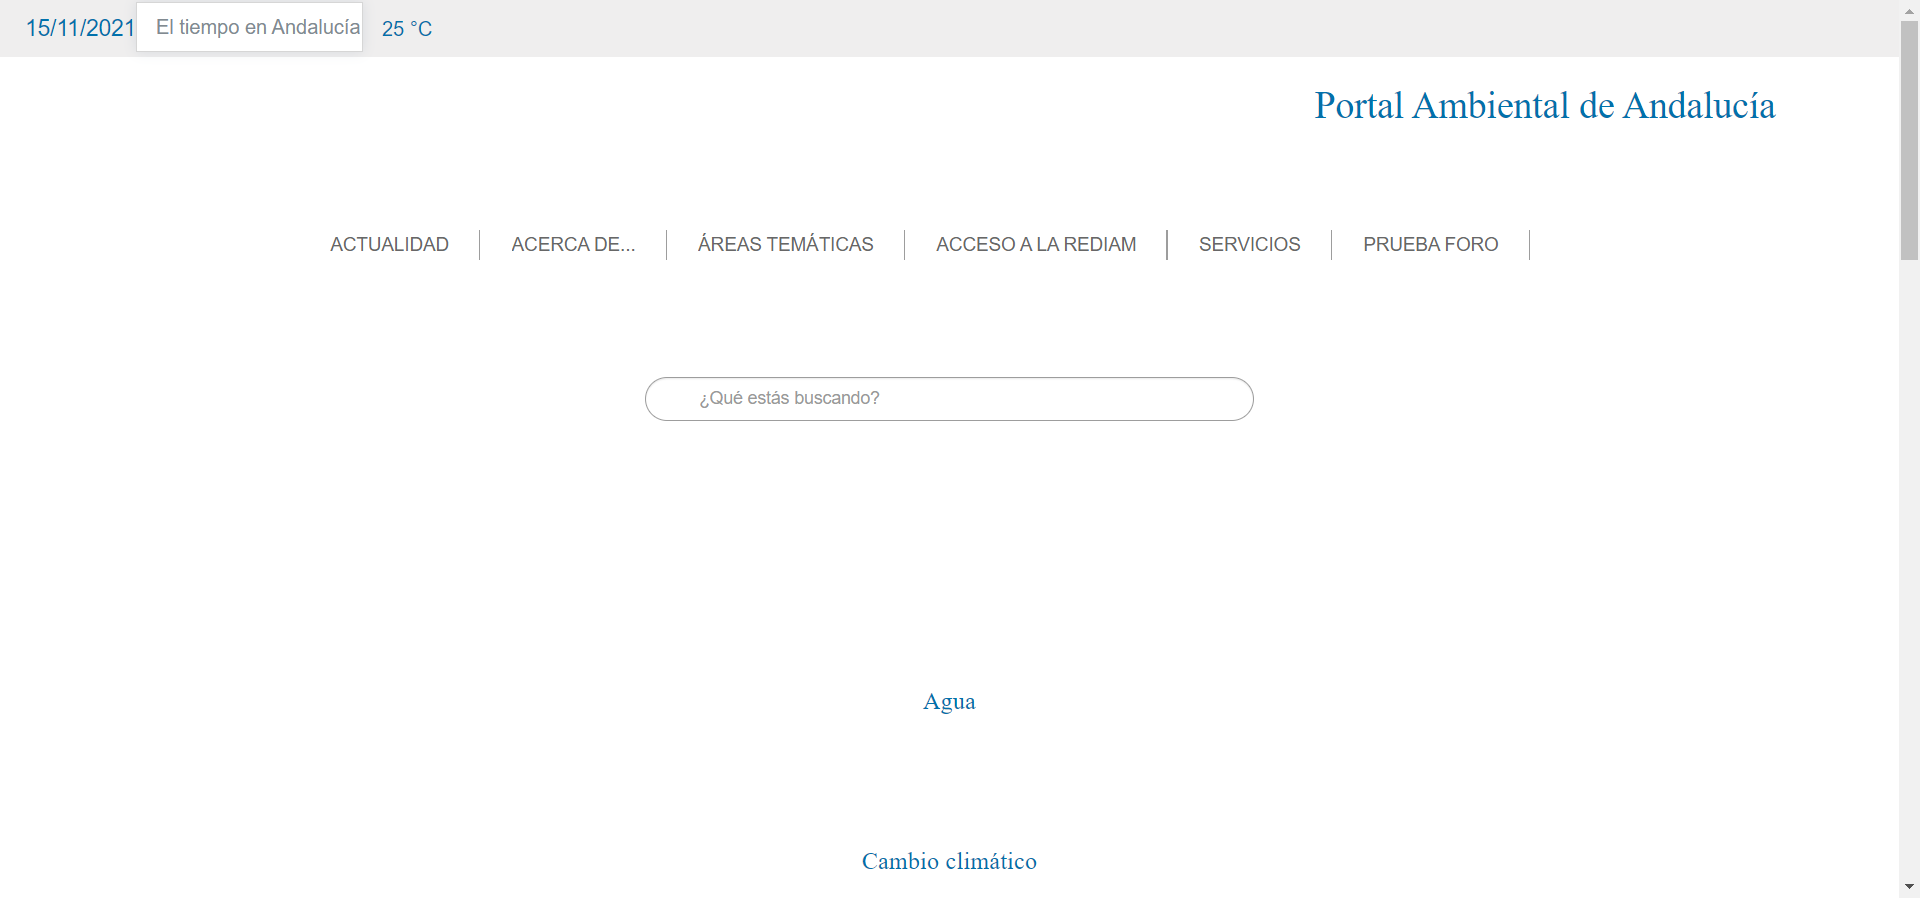 15/11/2021 El tiempo en Andalucía 25 °C
Portal Ambiental de Andalucía
ACTUALIDAD ACERCA DE... ÁREAS TEMÁTICAS ACCESO A LA REDIAM SERVICIOS PRUEBA FORO
¿Qué estás buscando?
Agua
Cambio climático